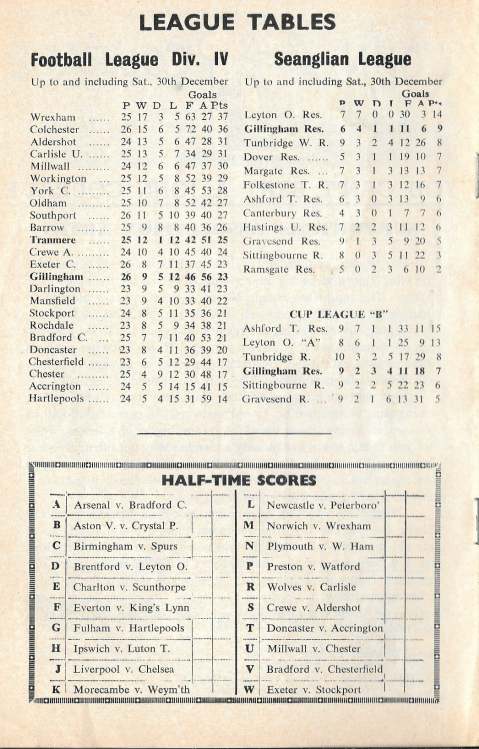 LEAGUE TABLES
Football League Div. IV
Up to and including Sat., 30th December
Goals
P W D L F A Pts
Wrexham ...... 25 17 3 5 63 27 37
Colchester ...... 26 15 6 5 72 40 36
Aldershot ...... 24 13 5 6 47 28 31
Carlisle U. ...... 25 13 5 7 34 29 31
Millwall ...... 24 12 6 6 47 37 30
Workington ... 25 12 5 8 52 39 29
York C. ...... 25 11 6 8 45 53 28
Oldham ...... 25 10 7 8 52 42 27
Southport ...... 26 11 5 10 39 40 27
Barrow ...... 25 9 8 8 40 36 26
Tranmere ...... 25 12 1 12 42 51 25
Crewe A. ...... 24 10 4 10 45 40 24
Exeter C. ...... 26 8 7 11 37 45 23
Gillingham ...... 26 9 5 12 46 56 23
Darlington ...... 23 9 5 9 33 41 23
Mansfield ...... 23 9 4 10 33 40 22
Stockport ...... 24 8 5 11 35 36 21
Rochdale ...... 23 8 5 9 34 38 21
Bradford C. ... 25 7 7 11 40 53 21
Doncaster ...... 23 8 4 11 36 39 20
Chesterfield ... 23 6 5 12 29 44 17
Chester ...... 25 4 9 12 30 48 17
Accrington ...... 24 5 5 14 15 41 15
Hartlepools ...... 24 5 4 15 31 59 14
Seanglian League
Up to and including Sat., 30th December
Goals
P W D L F A Pts
Leyton O. Res. 7 7 0 0 30 3 14
Gillingham Res. 6 4 1 1 11 6 9
Tunbridge W. R. 9 3 2 4 12 26 8
Dover Res. ...... 5 3 1 1 19 10 7
Margate Res. ... 7 3 1 3 13 13 7
Folkestone T. R. 7 3 1 3 12 16 7
Ashford T. Res. 6 3 0 3 13 9 6
Canterbury Res. 4 3 0 1 7 7 6
Hastings U. Res. 7 2 2 3 11 12 6
Gravesend Res. 9 1 3 5 9 20 5
Sittingbourne R. 8 0 3 5 11 22 3
Ramsgate Res. 5 0 2 3 6 10 2
CUP LEAGUE "B"
Ashford T. Res. 9 7 1 1 33 11 15
Leyton O. "A" 8 6 1 1 25 9 13
Tunbridge R. 10 3 2 5 17 29 8
Gillingham Res. 9 2 3 4 11 18 7
Sittingbourne R. 9 2 2 5 22 23 6
Gravesend R. ... 9 2 1 6 13 31 5
HALF-TIME SCORES
A Arsenal v. Bradford C.
B Aston V. v. Crystal P.
C Birmingham v. Spurs
D Brentford v. Leyton O.
E Charlton v. Scunthorpe
F Everton v. King's Lynn
G Fulham v. Hartlepools
H Ipswich v. Luton T.
J Liverpool v. Chelsea
K Morecambe v. Weym'th
L Newcastle v. Peterboro'
M Norwich v. Wrexham
N Plymouth v. W. Ham
P Preston v. Watford
R Wolves v. Carlisle
S Crewe v. Aldershot
T Doncaster v. Accrington
U Millwall v. Chester
V Bradford v. Chesterfield
W Exeter v. Stockport